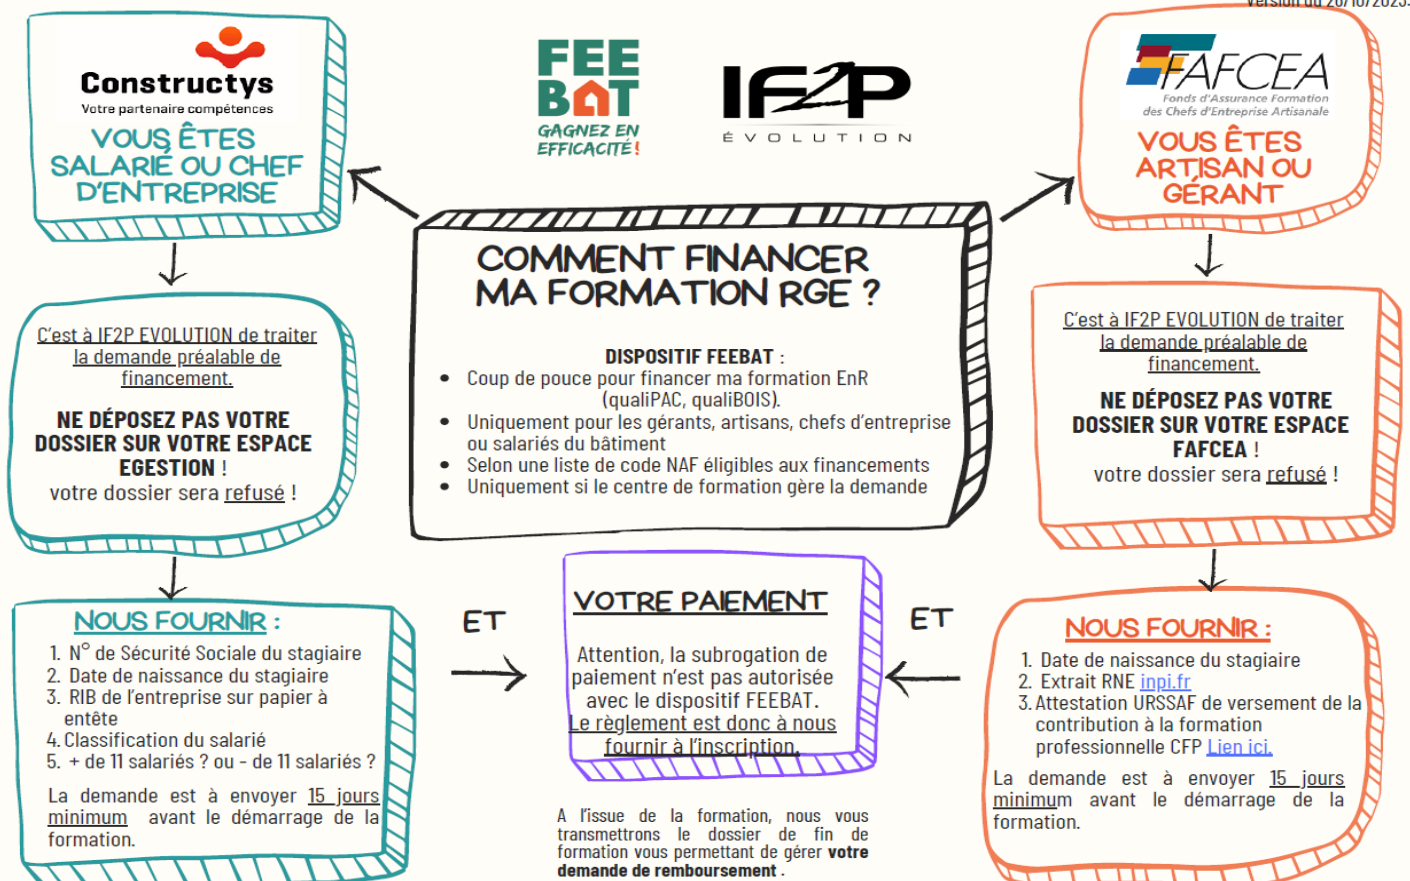 Version du 26/10/2023
Constructys
Votre partenaire compétences
VOUS ÊTES
SALARIÉ OU CHEF
D'ENTREPRISE
FEE
BAT
GAGNEZ EN
EFFICACITÉ !
IF2P
ÉVOLUTION
FAFCEA
Fonds d'Assurance Formation
des Chefs d'Entreprise Artisanale
VOUS ÊTES
ARTISAN OU
GÉRANT
COMMENT FINANCER
MA FORMATION RGE ?
DISPOSITIF FEEBAT :
• Coup de pouce pour financer ma formation EnR
(qualiPAC, qualiBOIS).
• Uniquement pour les gérants, artisans, chefs d'entreprise
ou salariés du bâtiment
• Selon une liste de code NAF éligibles aux financements
• Uniquement si le centre de formation gère la demande
C'est à IF2P EVOLUTION de traiter
la demande préalable de
financement.
NE DÉPOSEZ PAS VOTRE
DOSSIER SUR VOTRE ESPACE
EGESTION !
votre dossier sera refusé !
C'est à IF2P EVOLUTION de traiter
la demande préalable de
financement.
NE DÉPOSEZ PAS VOTRE
DOSSIER SUR VOTRE ESPACE
FAFCEA !
votre dossier sera refusé !
NOUS FOURNIR :
1. N° de Sécurité Sociale du stagiaire
2. Date de naissance du stagiaire
3. RIB de l'entreprise sur papier à
entête
4. Classification du salarié
5. + de 11 salariés ? ou - de 11 salariés ?
La demande est à envoyer 15 jours
minimum avant le démarrage de la
formation.
ET
VOTRE PAIEMENT
Attention, la subrogation de
paiement n'est pas autorisée
avec le dispositif FEEBAT.
Le règlement est donc à nous
fournir à l'inscription.
A l'issue de la formation, nous vous
transmettrons le dossier de fin de
formation vous permettant de gérer votre
demande de remboursement .
ET
NOUS FOURNIR :
1. Date de naissance du stagiaire
2. Extrait RNE inpi.fr
3. Attestation URSSAF de versement de la
contribution à la formation
professionnelle CFP Lien ici.
La demande est à envoyer 15 jours
minimum avant le démarrage de la
formation.